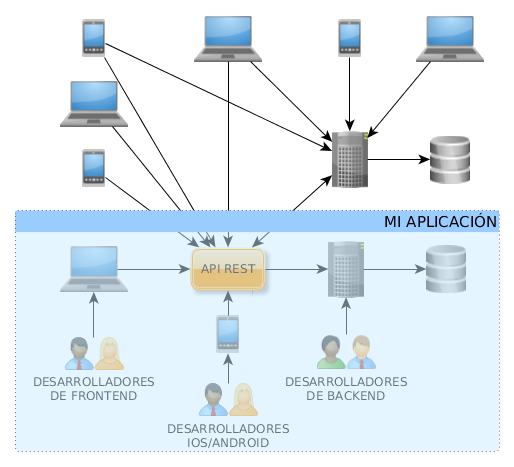 MI APLICACIÓN
API REST
DESARROLLADORES
DE FRONTEND
DESARROLLADORES
IOS/ANDROID
DESARROLLADORES
DE BACKEND